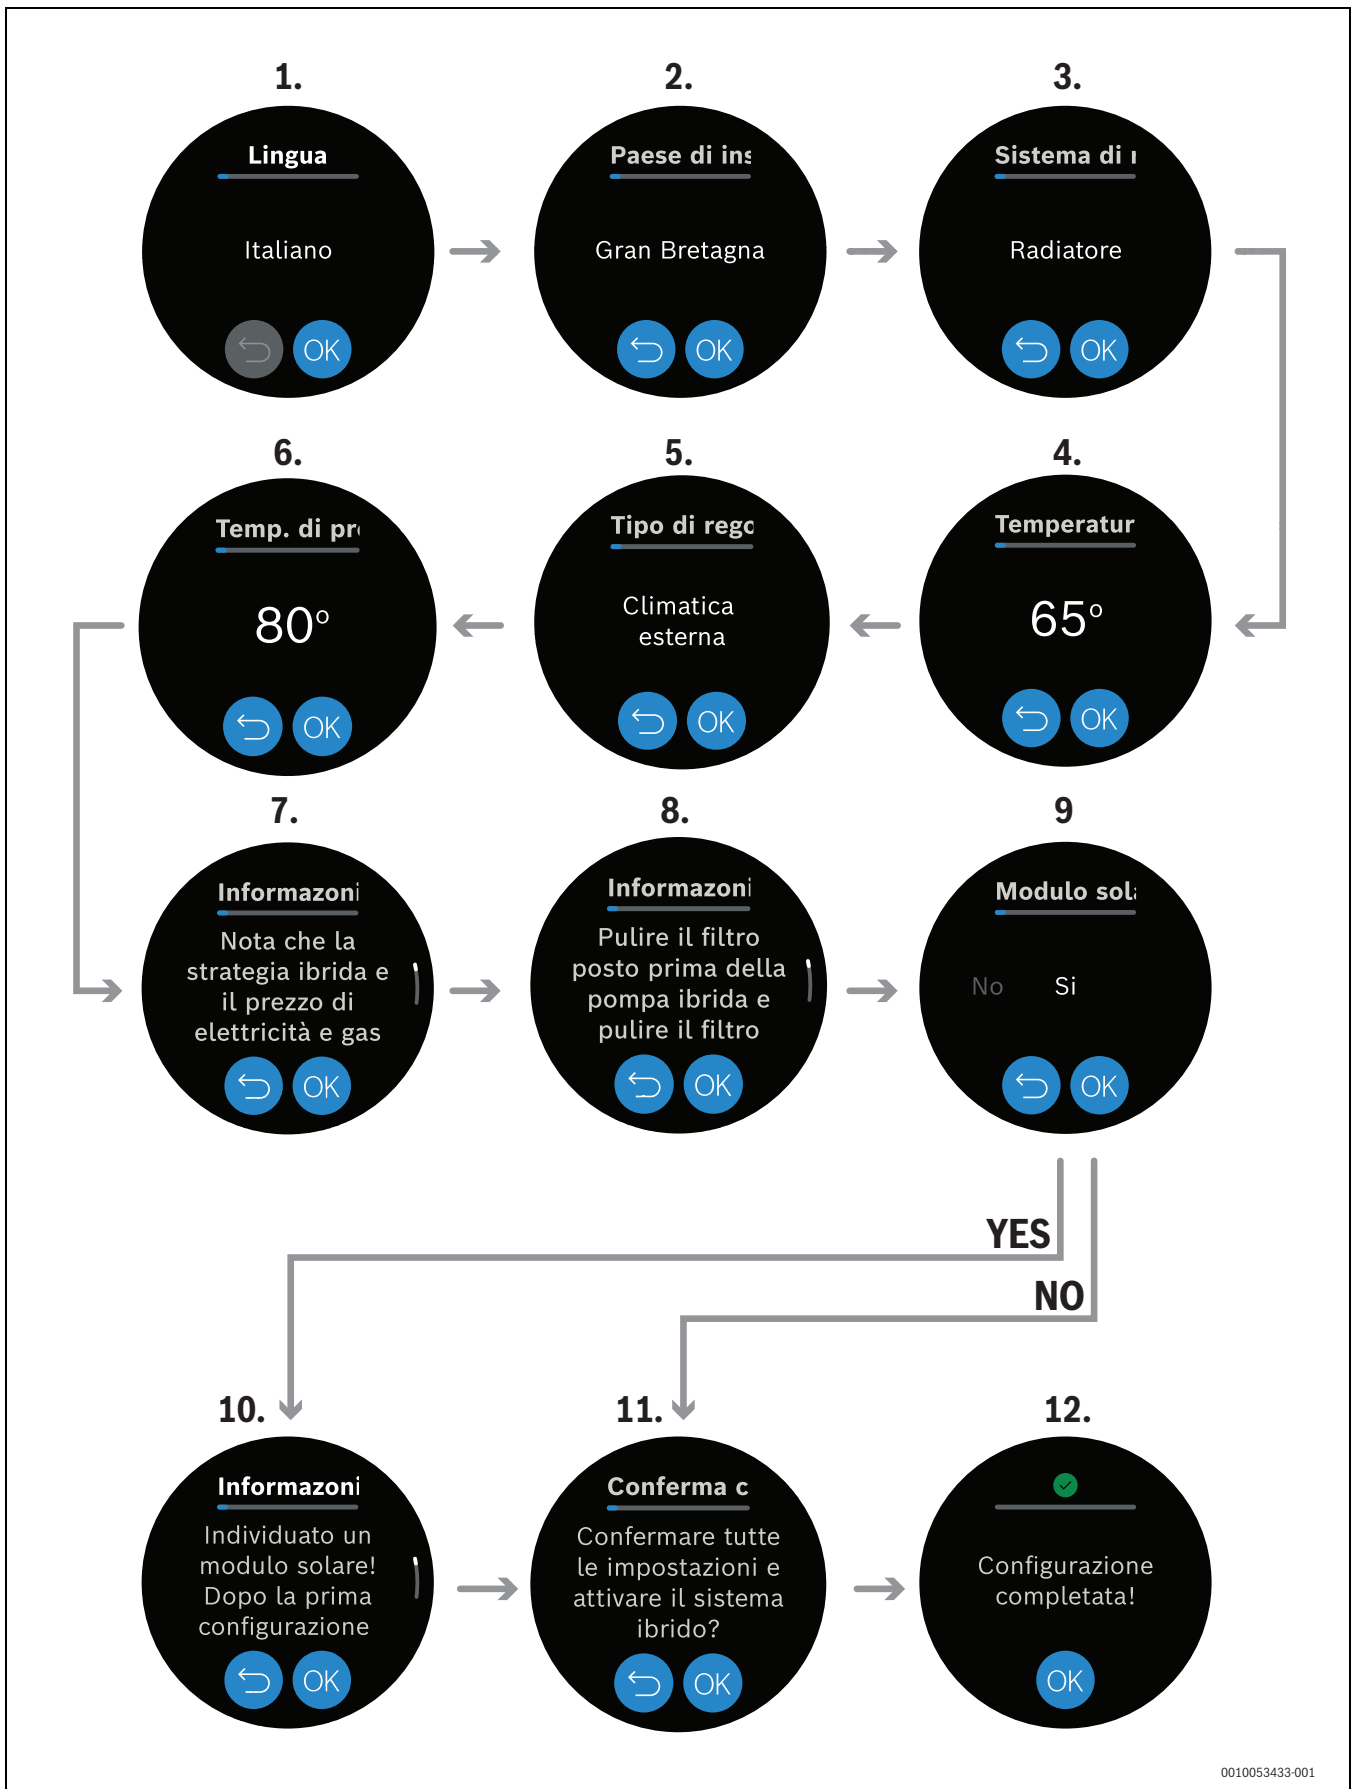 1.
Lingua
Italiano
OK
2.
Paese di ins
Gran Bretagna
OK
3.
Sistema di r
Radiatore
OK
4.
Temperatur
65°
OK
5.
Tipo di rego
Climatica
esterna
OK
6.
Temp. di pr
80°
OK
7.
Informazoni
Nota che la
strategia ibrida e
il prezzo di
elettricità e gas
OK
8.
Informazoni
Pulire il filtro
posto prima della
pompa ibrida e
pulire il filtro
OK
9
Modulo sola
No Si
OK
YES
NO
10.
Informazoni
Individuato un
modulo solare!
Dopo la prima
configurazione
OK
11.
Conferma c
Confermare tutte
le impostazioni e
attivare il sistema
ibrido?
OK
12.
Configurazione
completata!
OK
0010053433-001